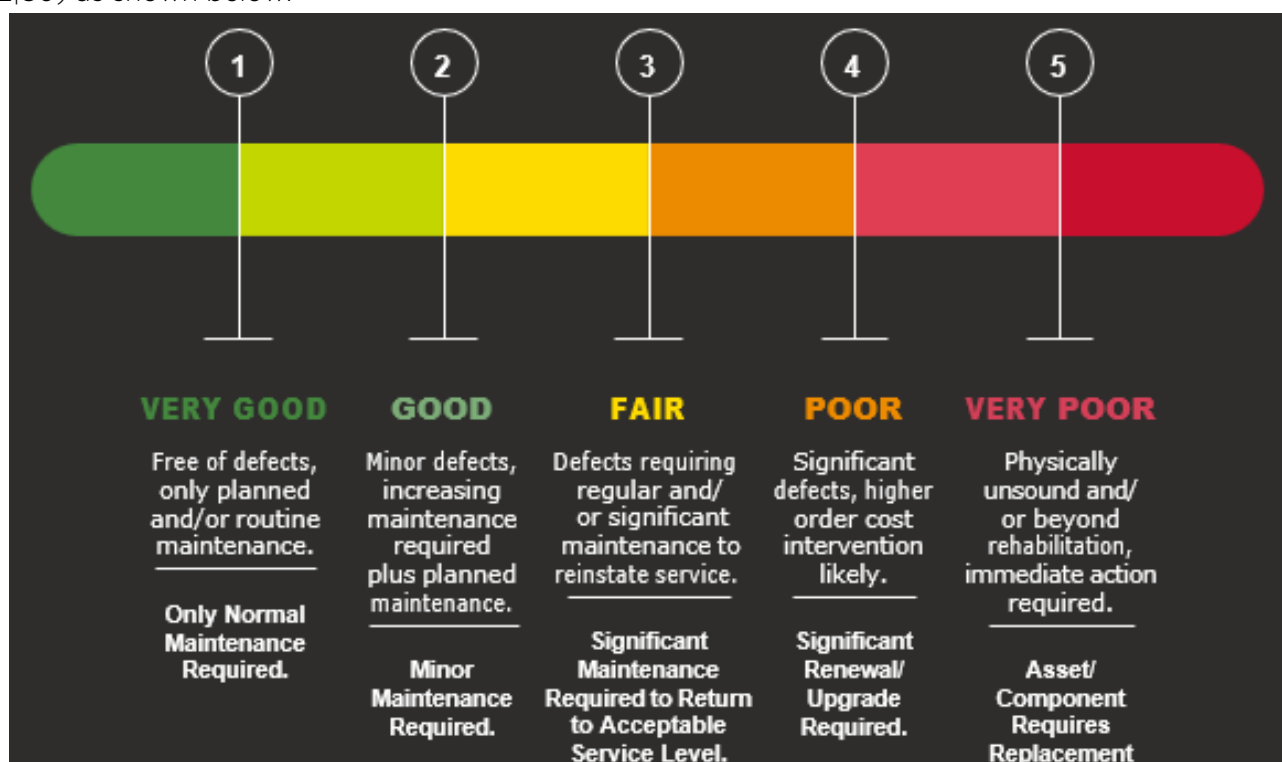 as shown below.
1
2
3
4
5
VERY GOOD
Free of defects,
only planned
and/or routine
maintenance.
Only Normal
Maintenance
Required.
GOOD
Minor defects,
increasing
maintenance
required
plus planned
maintenance.
Minor
Maintenance
Required.
FAIR
Defects requiring
regular and/
or significant
maintenance to
reinstate service.
Significant
Maintenance
Required to Return
to Acceptable
Service Level.
POOR
Significant
defects, higher
order cost
intervention
likely.
Significant
Renewal/
Upgrade
Required.
VERY POOR
Physically
unsound and/
or beyond
rehabilitation,
immediate action
required.
Asset/
Component
Requires
Replacement